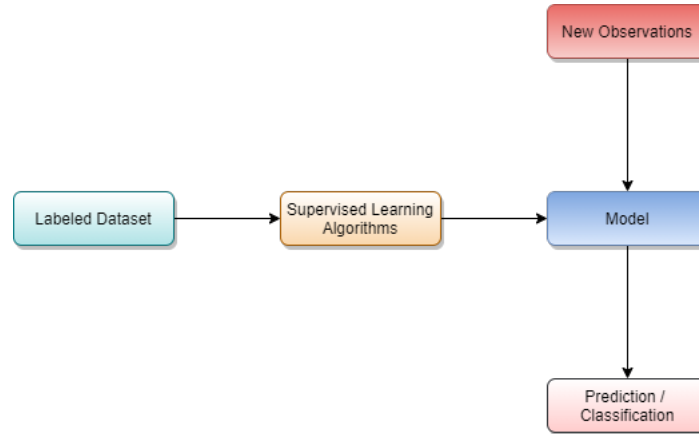 New Observations
Labeled Dataset
Supervised Learning
Algorithms
Model
Prediction /
Classification